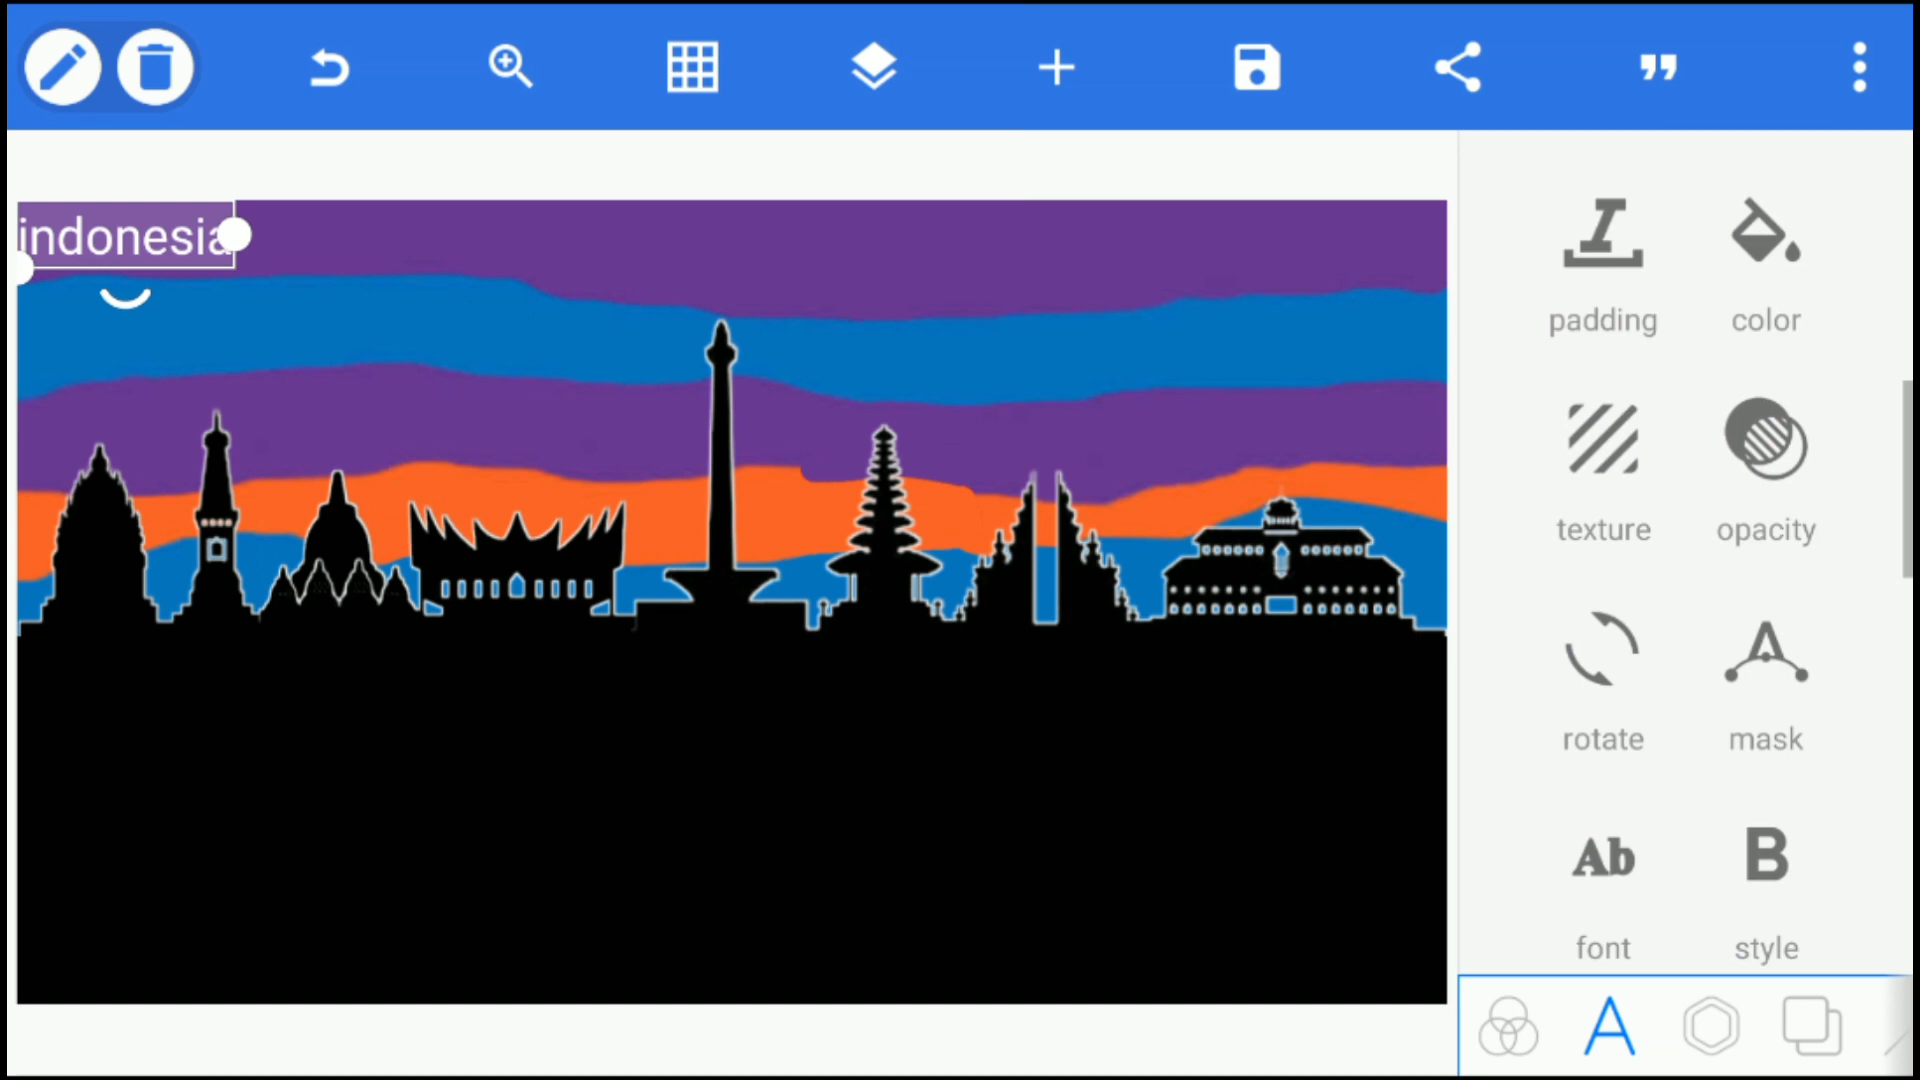 indonesia
padding
color
texture
opacity
rotate
mask
Ab
B
font
style